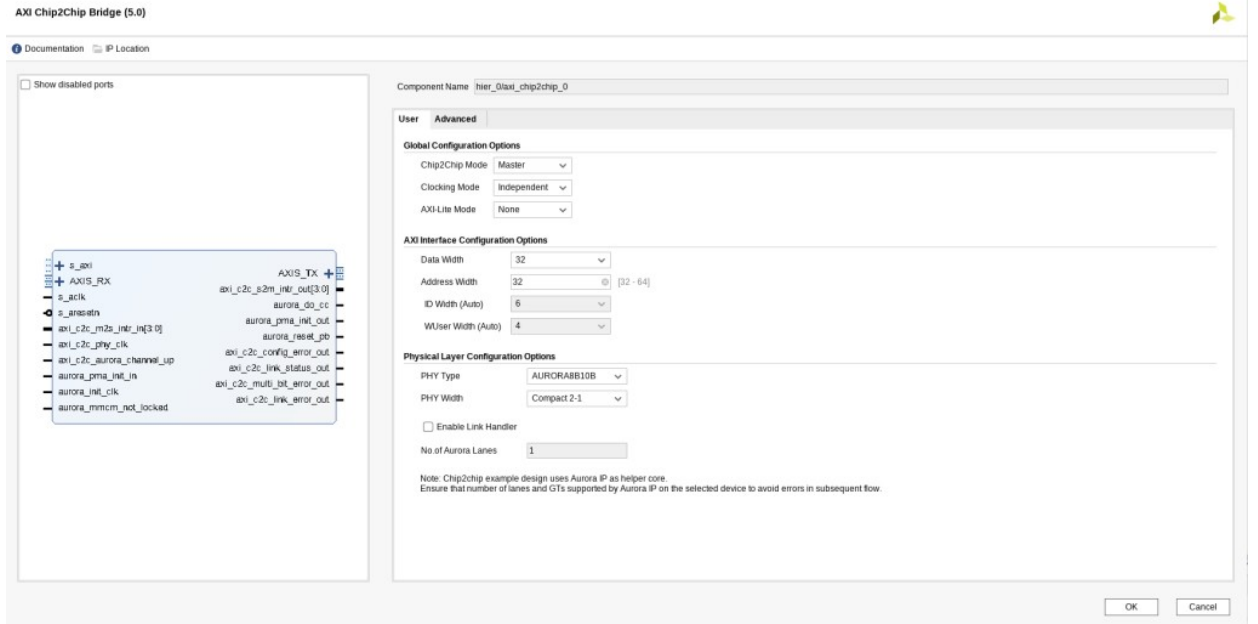 AXI Chip2Chip Bridge (5.0)
Documentation IP Location
Show disabled ports
s_axi
AXIS_RX
s_aclk
s_aresetn
axi_c2c_m2s_intr_in[3:0]
axi_c2c_phy_clk
axi_c2c_aurora_channel_up
aurora_pma_init_in
aurora_init_clk
aurora_mmcm_not_locked
AXIS_TX
axi_c2c_s2m_intr_out[3:0]
aurora_do_cc
aurora_pma_init_out
aurora_reset_pb
axi_c2c_config_error_out
axi_c2c_link_status_out
axi_c2c_multi_bit_error_out
axi_c2c_link_error_out
Component Name hier_0/axi_chip2chip_0
User Advanced
Global Configuration Options
Chip2Chip Mode Master
Clocking Mode Independent
AXI-Lite Mode None
AXI Interface Configuration Options
Data Width 32
Address Width 32 [32 - 64]
ID Width (Auto) 6
WUser Width (Auto) 4
Physical Layer Configuration Options
PHY Type AURORA8B10B
PHY Width Compact 2-1
Enable Link Handler
No.of Aurora Lanes 1
Note: Chip2chip example design uses Aurora IP as helper core.
Ensure that number of lanes and GTs supported by Aurora IP on the selected device to avoid errors in subsequent flow.
OK Cancel